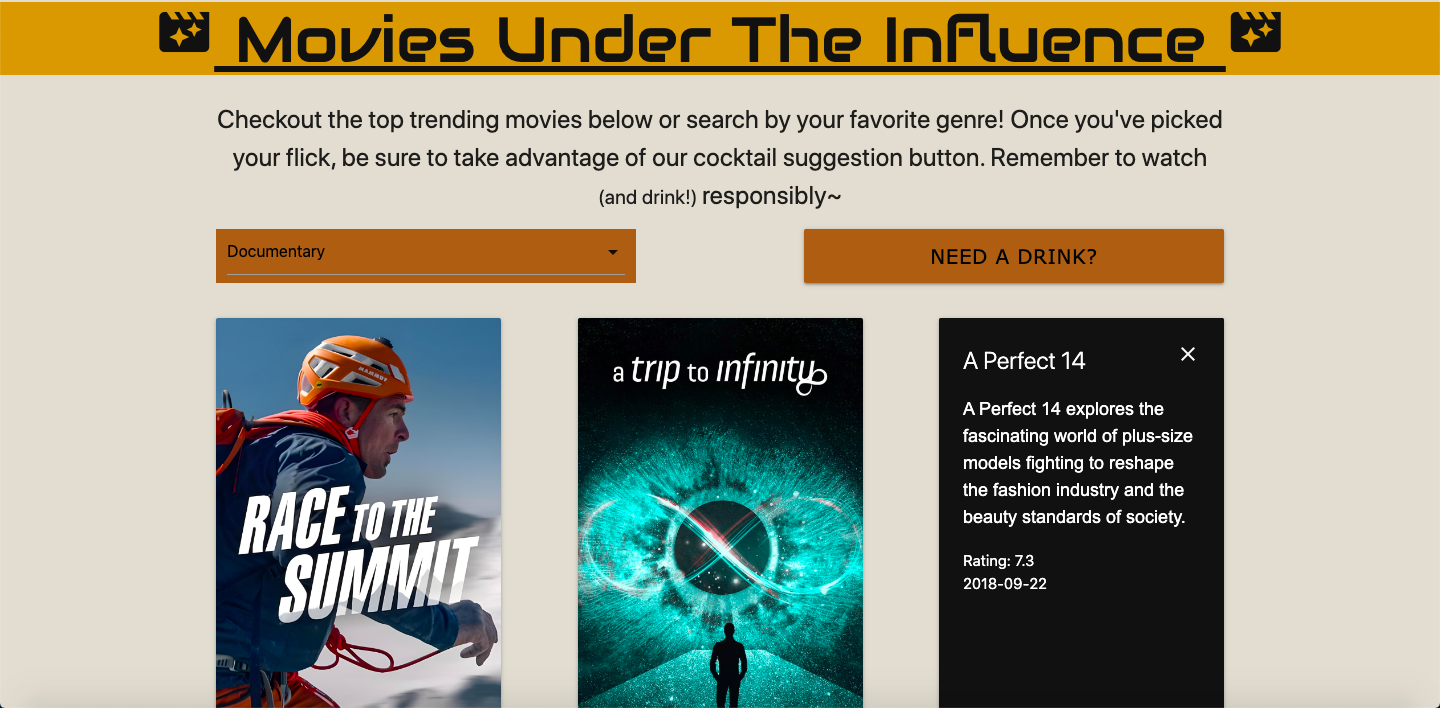 Movies Under The Influence
Checkout the top trending movies below or search by your favorite genre! Once you've picked
your flick, be sure to take advantage of our cocktail suggestion button. Remember to watch
(and drink!) responsibly~
Documentary
NEED A DRINK?
MAMMUT
RACE TO THE
SUMMIT
a trip to infinity
A Perfect 14
A Perfect 14 explores the
fascinating world of plus-size
models fighting to reshape
the fashion industry and the
beauty standards of society.
Rating: 7.3
2018-09-22